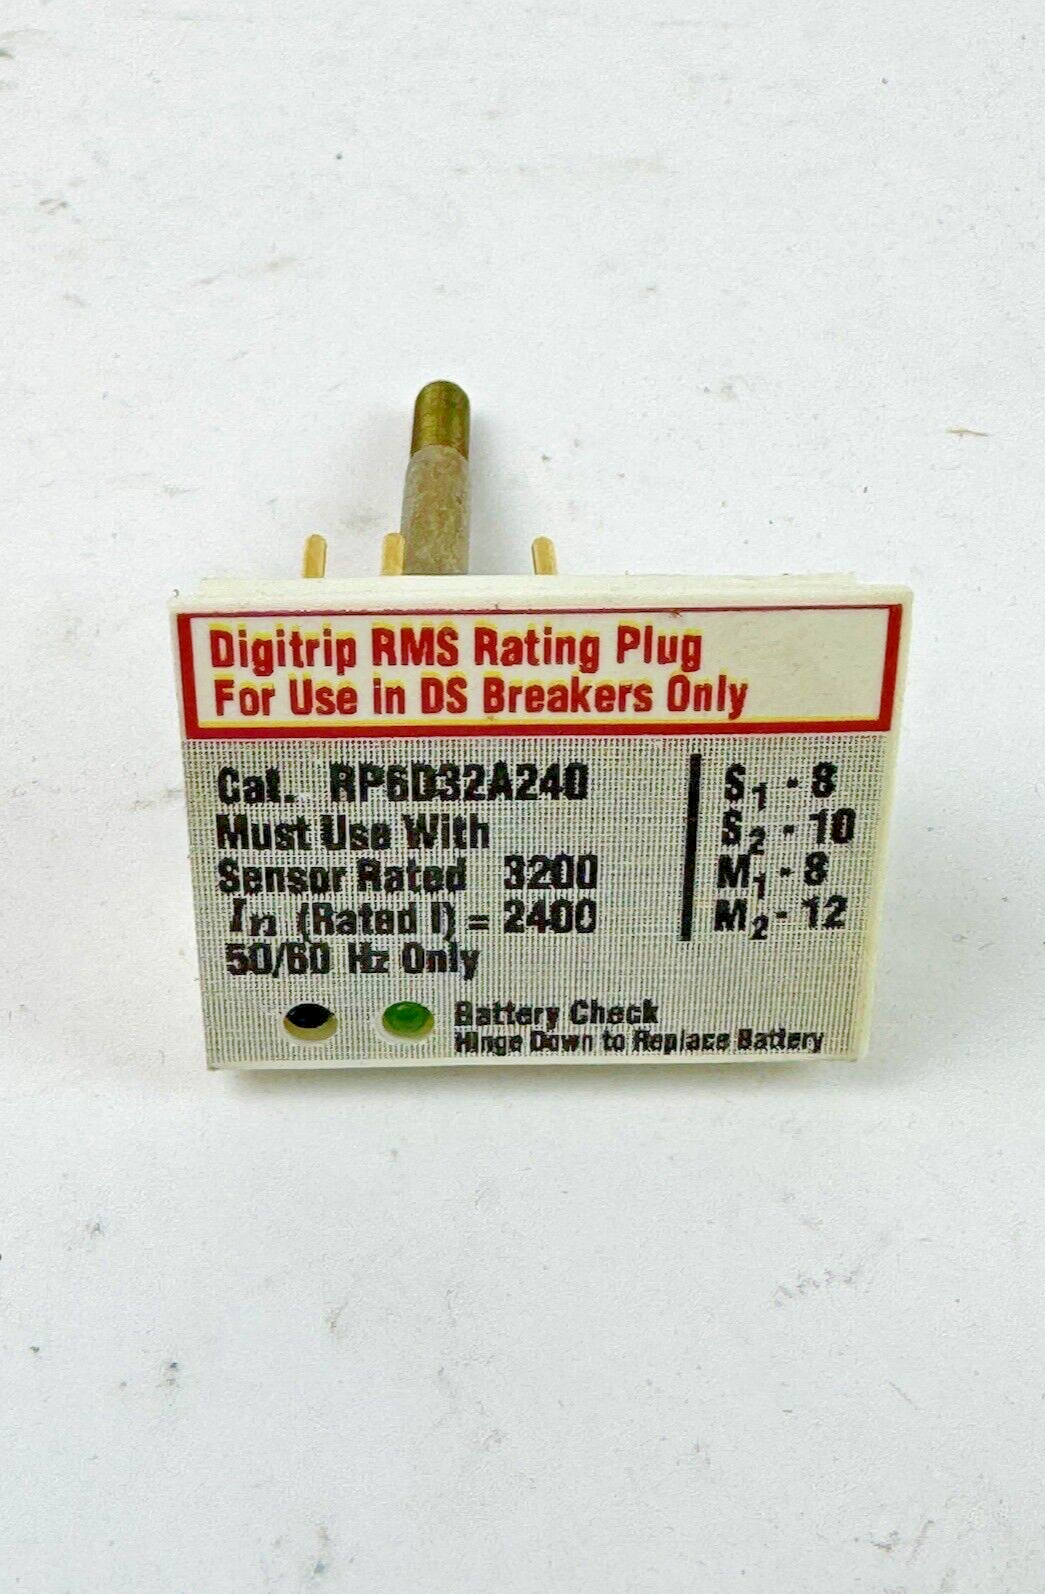 Digitrip RMS Rating Plug
For Use in DS Breakers Only
Cat. RP6D32A240
Must Use With
Sensor Rated 3200
In (Rated I) = 2400
50/60 Hz Only
S1 - 8
S2 - 10
M1 - 8
M2 - 12
Battery Check
Hinge Down to Replace Battery